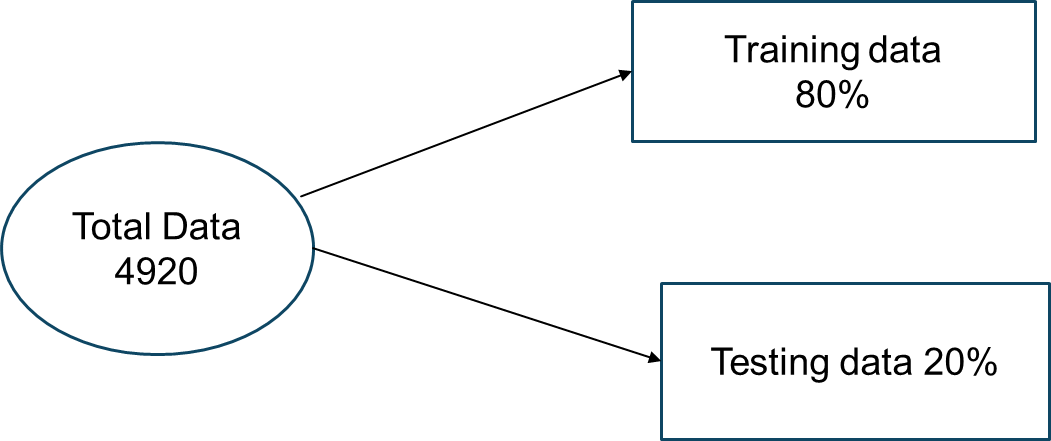 Training data
80%
Total Data
4920
Testing data 20%